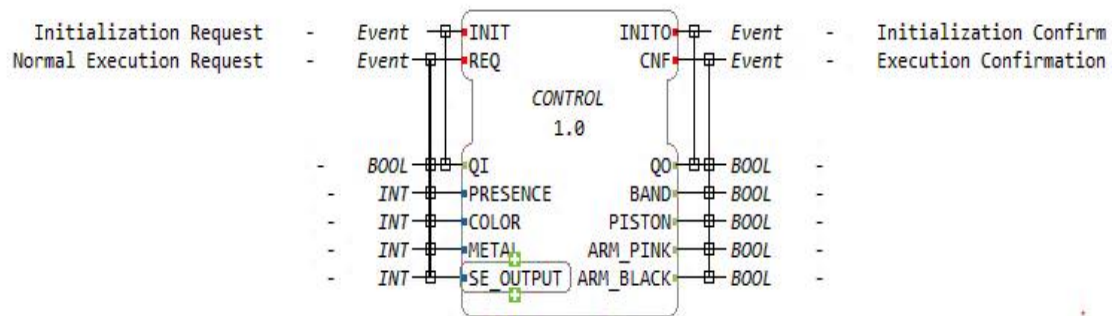 Initialization Request - Event INIT INITO Event - Initialization Confirm
Normal Execution Request - Event REQ CNF Event - Execution Confirmation
CONTROL
1.0
- BOOL QI QO BOOL -
- INT PRESENCE BAND BOOL -
- INT COLOR PISTON BOOL -
- INT METAL ARM_PINK BOOL -
- INT SE_OUTPUT ARM_BLACK BOOL -